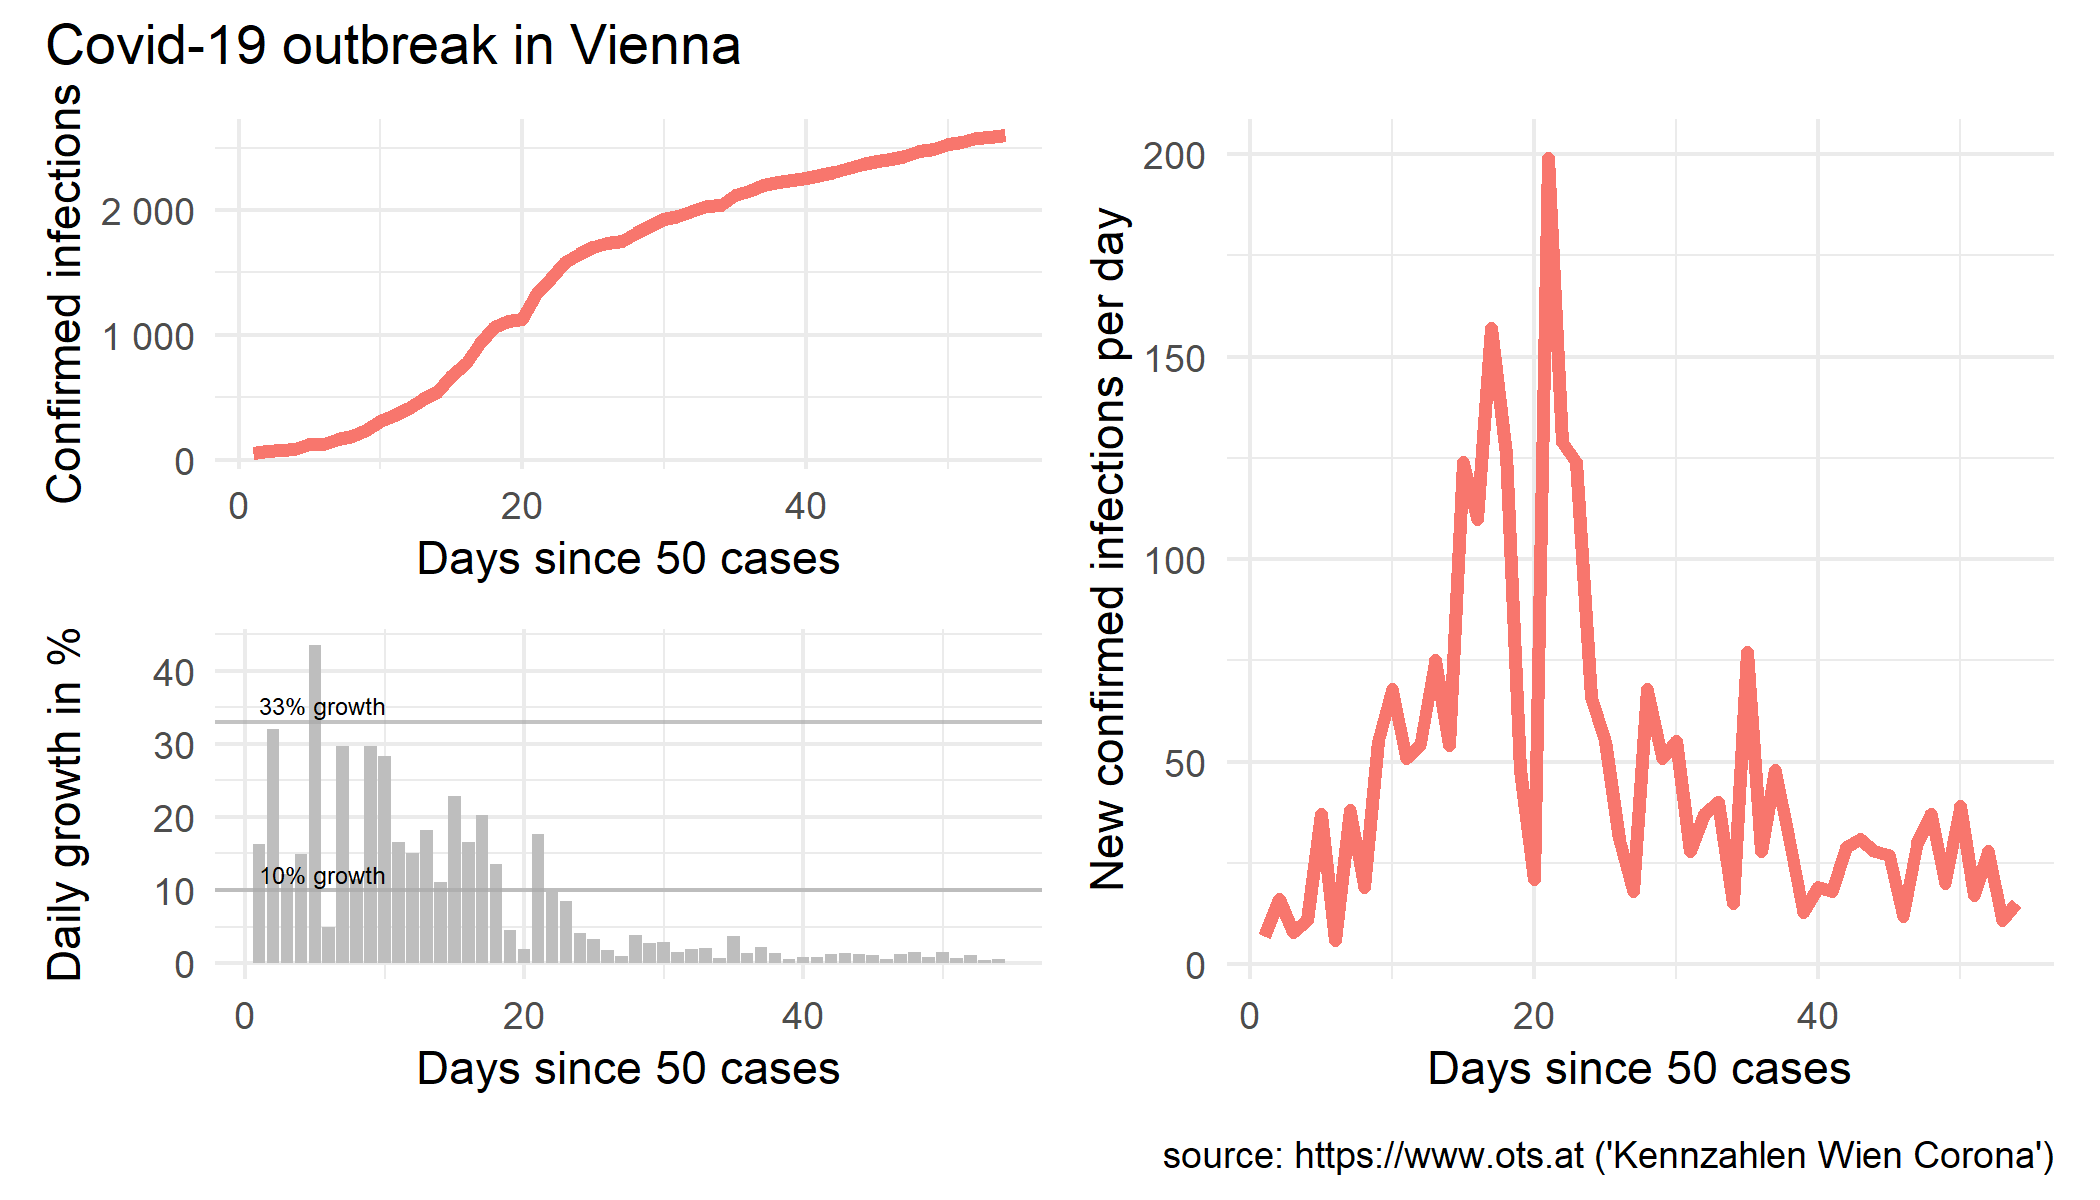 Covid-19 outbreak in Vienna
Confirmed infections
2 000
1 000
0
0 20 40
Days since 50 cases
Daily growth in %
40
30
20
10
0
33% growth
10% growth
0 20 40
Days since 50 cases
New confirmed infections per day
200
150
100
50
0
0 20 40
Days since 50 cases
source: https://www.ots.at ('Kennzahlen Wien Corona')